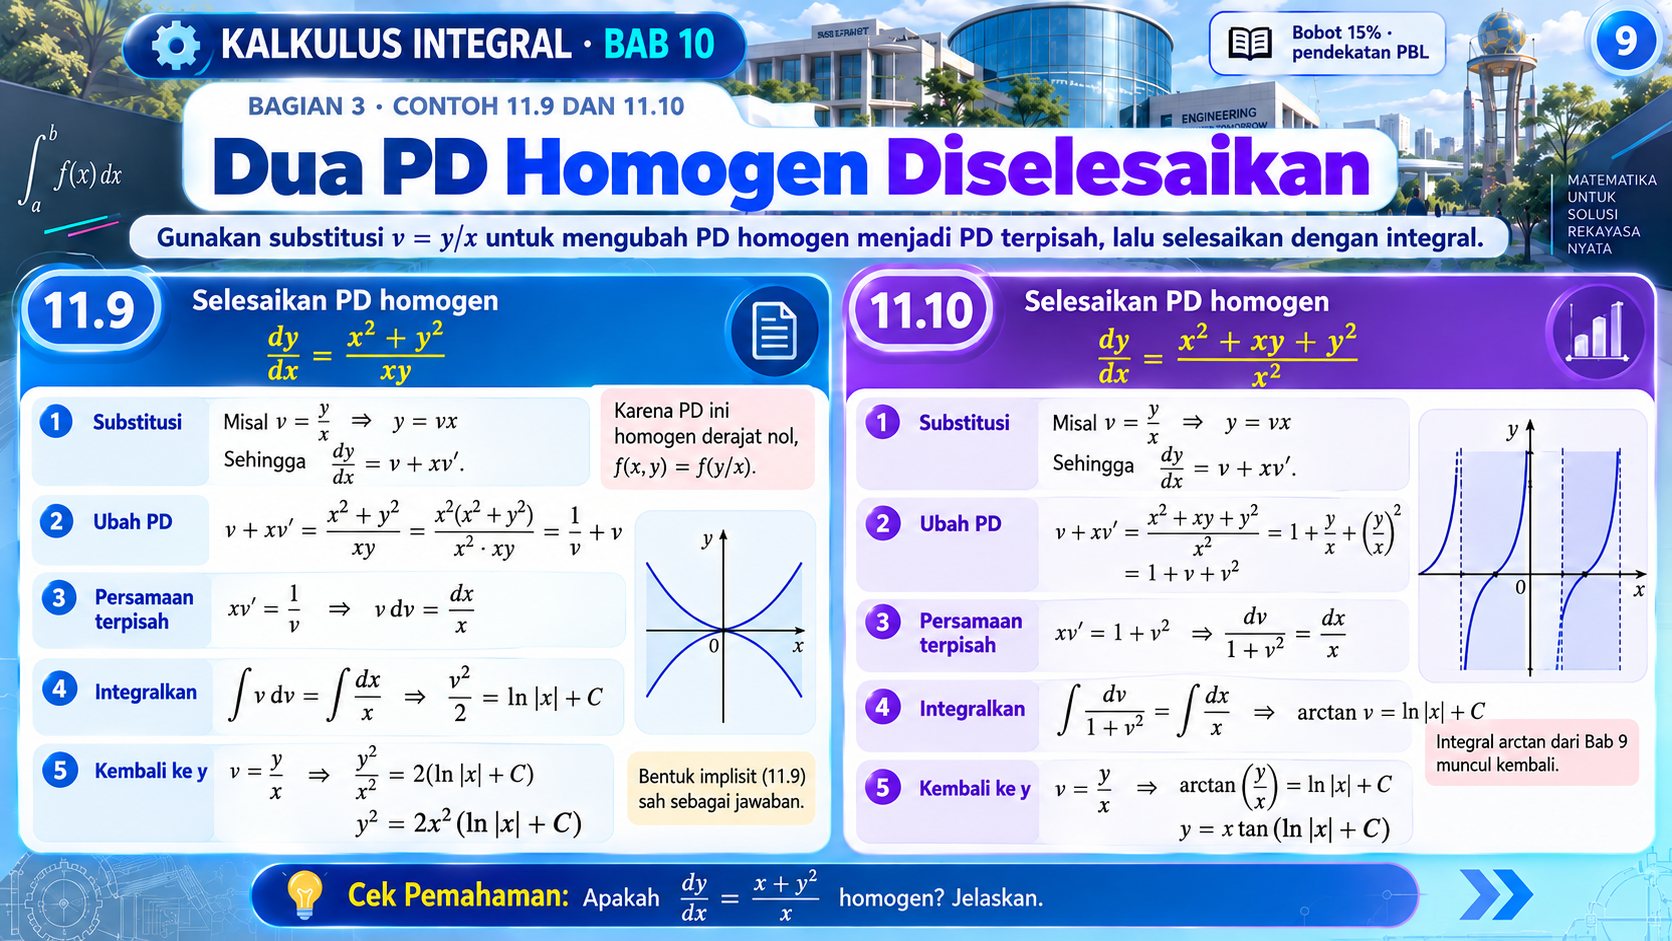 KALKULUS INTEGRAL · BAB 10
Bobot 15% ·
pendekatan PBL
9
BAGIAN 3 · CONTOH 11.9 DAN 11.10
Dua PD Homogen Diselesaikan
Gunakan substitusi v = y/x untuk mengubah PD homogen menjadi PD terpisah, lalu selesaikan dengan integral.
∫_a^b f(x) dx
ENGINEERING
MATEMATIKA
UNTUK
SOLUSI
REKAYASA
NYATA
11.9
Selesaikan PD homogen
dy/dx = (x² + y²)/(xy)
1 Substitusi
Misal v = y/x ⇒ y = vx
Sehingga dy/dx = v + xv′.
Karena PD ini
homogen derajat nol,
f(x, y) = f(y/x).
2 Ubah PD
v + xv′ = (x² + y²)/(xy) = x²(x² + y²)/(x² · xy) = 1/v + v
3 Persamaan
terpisah
xv′ = 1/v ⇒ v dv = dx/x
4 Integralkan
∫ v dv = ∫ dx/x ⇒ v²/2 = ln |x| + C
5 Kembali ke y
v = y/x ⇒ y²/x² = 2(ln |x| + C)
y² = 2x² (ln |x| + C)
y
0
x
Bentuk implisit (11.9)
sah sebagai jawaban.
11.10
Selesaikan PD homogen
dy/dx = (x² + xy + y²)/x²
1 Substitusi
Misal v = y/x ⇒ y = vx
Sehingga dy/dx = v + xv′.
2 Ubah PD
v + xv′ = (x² + xy + y²)/x² = 1 + y/x + (y/x)²
= 1 + v + v²
3 Persamaan
terpisah
xv′ = 1 + v² ⇒ dv/(1 + v²) = dx/x
4 Integralkan
∫ dv/(1 + v²) = ∫ dx/x ⇒ arctan v = ln |x| + C
5 Kembali ke y
v = y/x ⇒ arctan (y/x) = ln |x| + C
y = x tan (ln |x| + C)
y
0
x
Integral arctan dari Bab 9
muncul kembali.
Cek Pemahaman: Apakah dy/dx = (x + y²)/x homogen? Jelaskan.